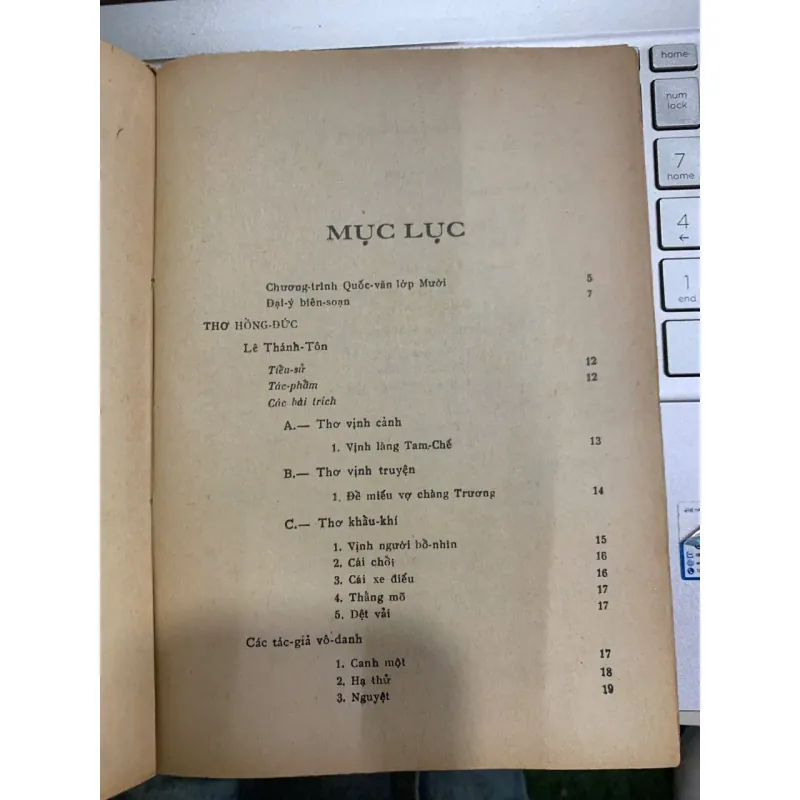 MỤC LỤC
Chương-trình Quốc-văn lớp Mười 5
Đại-ý biên-soạn 7
THƠ HỒNG-ĐỨC
Lê Thánh-Tôn
Tiền-sử 12
Tác-phẩm 12
Các bài trích
A.— Thơ vịnh cảnh
1. Vịnh làng Tam-Chế 13
B.— Thơ vịnh truyện
1. Đề miếu vợ chàng Trương 14
C.— Thơ khẩu-khí
1. Vịnh người bồ-nhìn 15
2. Cái chổi 16
3. Cái xe điếu 16
4. Thằng mõ 17
5. Dệt vải 17
Các tác-giả vô-danh
1. Canh một 17
2. Hạ thử 18
3. Nguyệt 19
home
num
lock
7
home
4
←
1
end